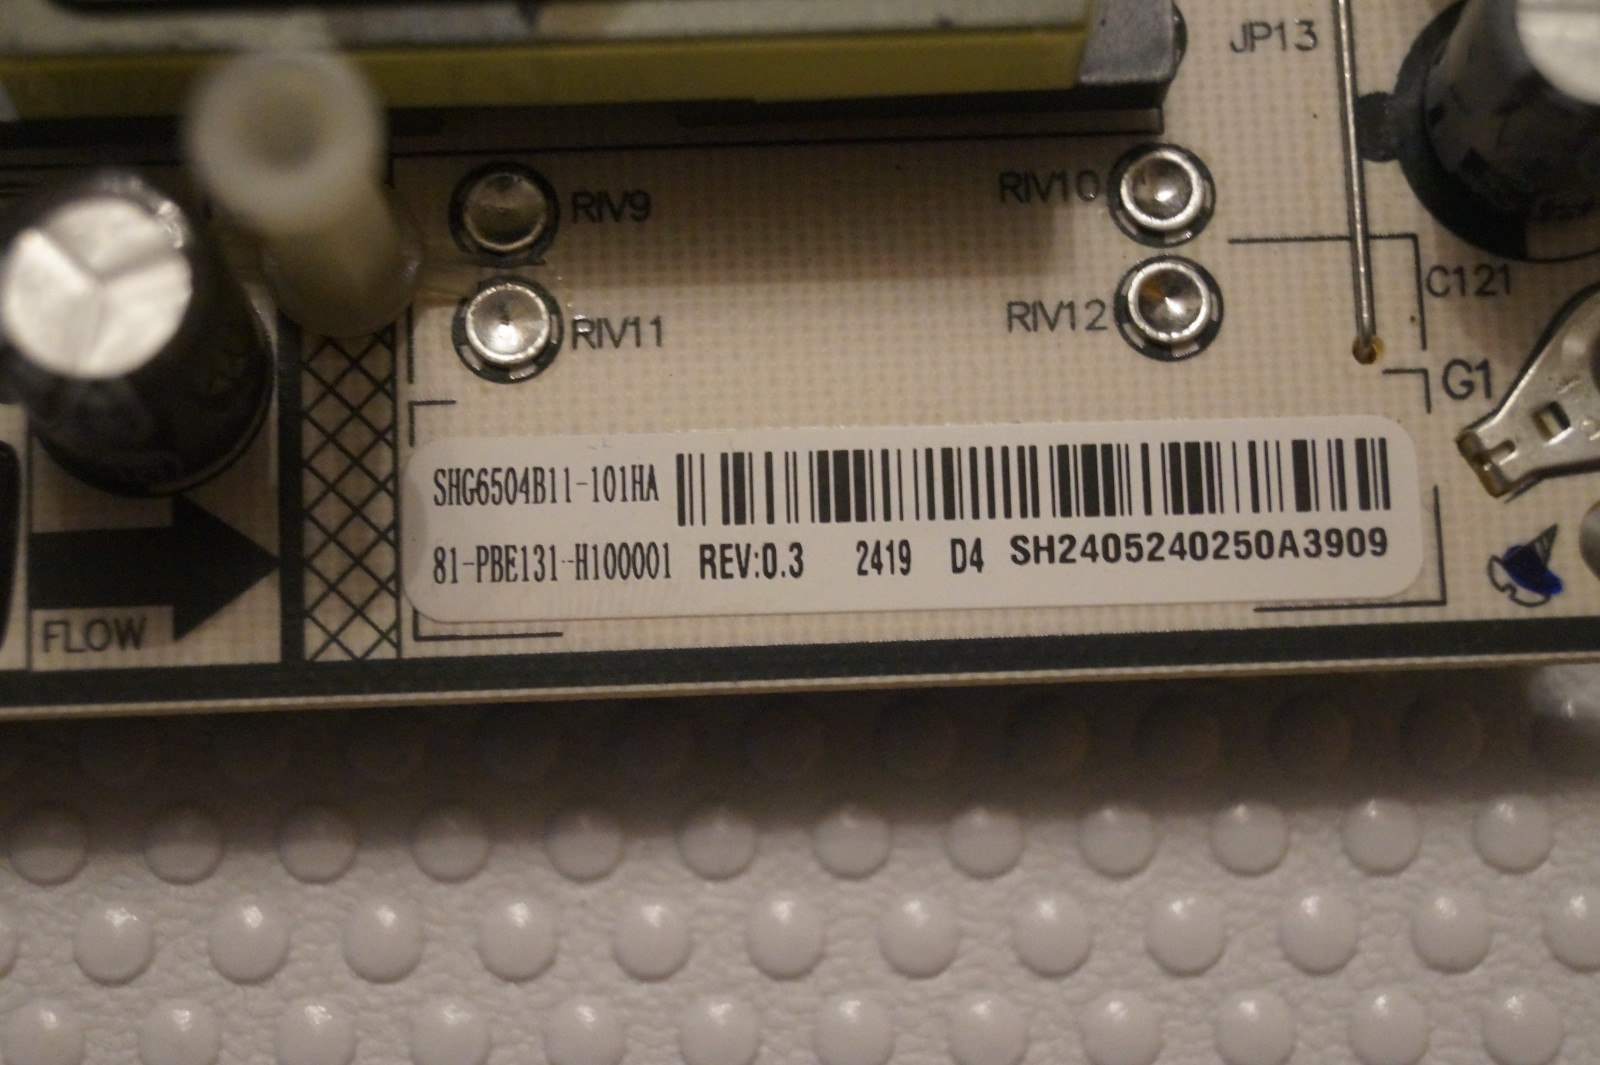 JP13
RIV9
RIV10
RIV11
RIV12
C121
G1
SHG6504B11-101HA
81-PBE131-H100001 REV:0.3 2419 D4 SH2405240250A3909
FLOW